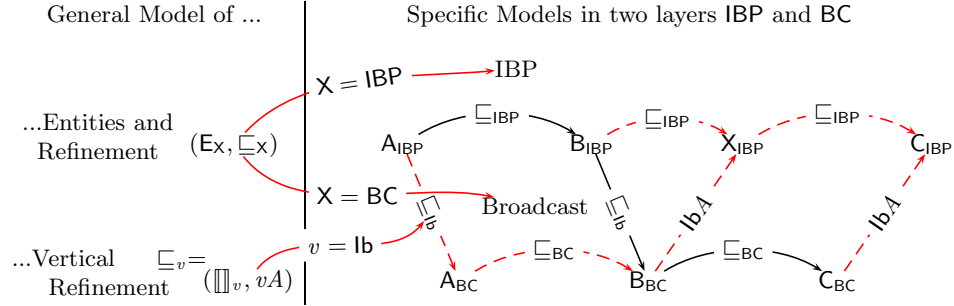 General Model of ...
Specific Models in two layers IBP and BC
X = IBP
IBP
...Entities and
Refinement
(E_X, ⊑_X)
A_IBP
⊑_IBP
B_IBP
⊑_IBP
X_IBP
⊑_IBP
C_IBP
X = BC
Broadcast
⊑_Ib
⊑_Ib
IbA
IbA
...Vertical
Refinement
⊑_v=
(⟦⟧_v, vA)
v = Ib
A_BC
⊑_BC
B_BC
⊑_BC
C_BC